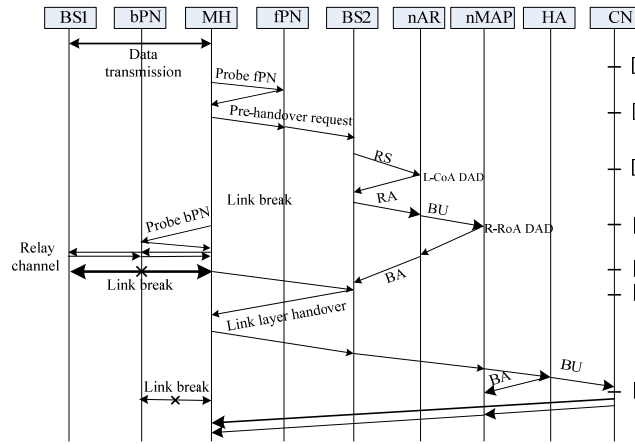 BS1 bPN MH fPN BS2 nAR nMAP HA CN
Data
transmission
Probe fPN
Pre-handover request
RS
L-CoA DAD
Link break
RA
BU
Probe bPN
R-RoA DAD
Relay
channel
BA
Link break
Link layer handover
BU
BA
Link break